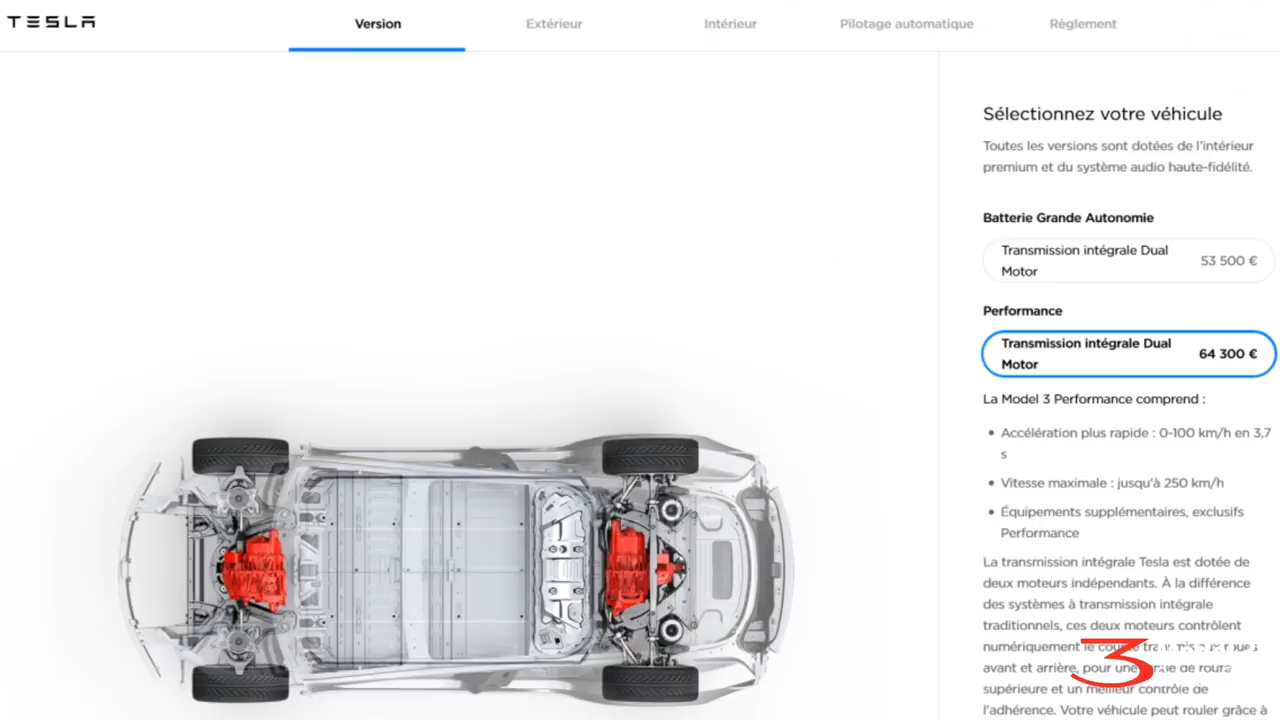 TESLA
Version
Extérieur
Intérieur
Pilotage automatique
Règlement
Sélectionnez votre véhicule
Toutes les versions sont dotées de l'intérieur
premium et du système audio haute-fidélité.
Batterie Grande Autonomie
Transmission intégrale Dual
Motor
53 500 €
Performance
Transmission intégrale Dual
Motor
64 300 €
La Model 3 Performance comprend :
• Accélération plus rapide : 0-100 km/h en 3,7
s
• Vitesse maximale : jusqu'à 250 km/h
• Équipements supplémentaires, exclusifs
Performance
La transmission intégrale Tesla est dotée de
deux moteurs indépendants. À la différence
des systèmes à transmission intégrale
traditionnels, ces deux moteurs contrôlent
numériquement le couple
avant et arrière, pour une de route
supérieure et un meilleur contrôle de
l'adhérence. Votre véhicule peut rouler grâce à
3